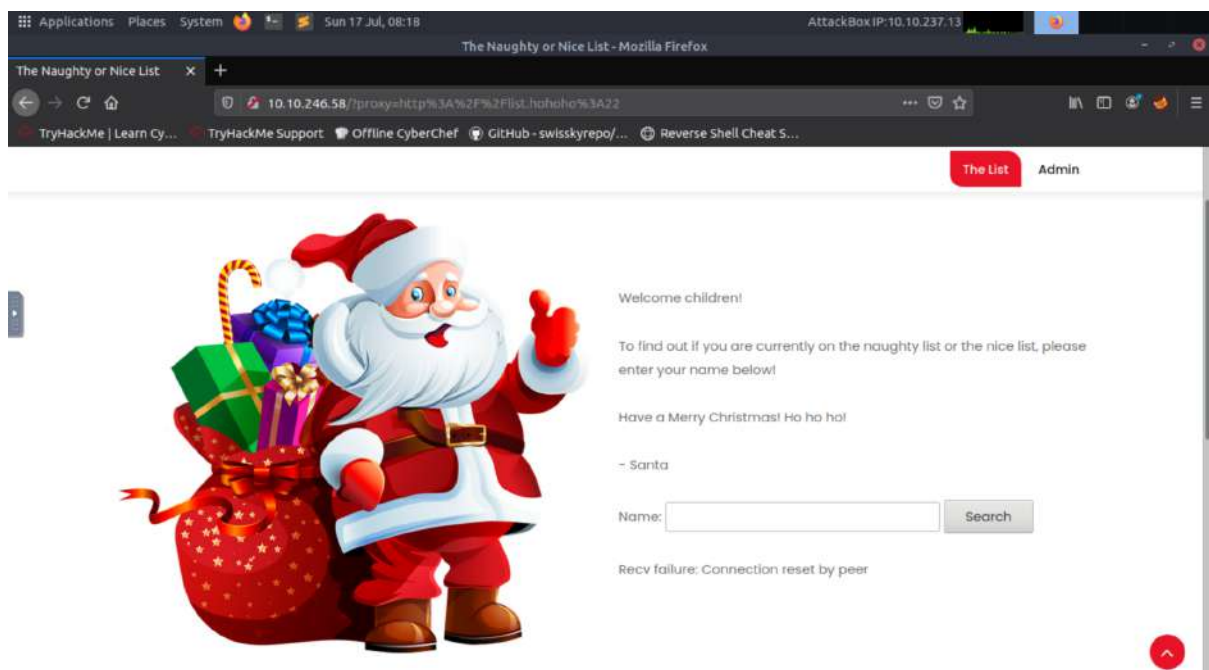 Applications Places System Sun 17 Jul, 08:18 AttackBox IP:10.10.237.13
The Naughty or Nice List - Mozilla Firefox
The Naughty or Nice List
10.10.246.58/?proxy=http%3A%2F%2Flist.hohoho%3A22
TryHackMe | Learn Cy... TryHackMe Support Offline CyberChef GitHub - swisskyrepo/... Reverse Shell Cheat S...
The List Admin
Welcome children!
To find out if you are currently on the naughty list or the nice list, please
enter your name below!
Have a Merry Christmas! Ho ho ho!
- Santa
Name: Search
Recv failure: Connection reset by peer